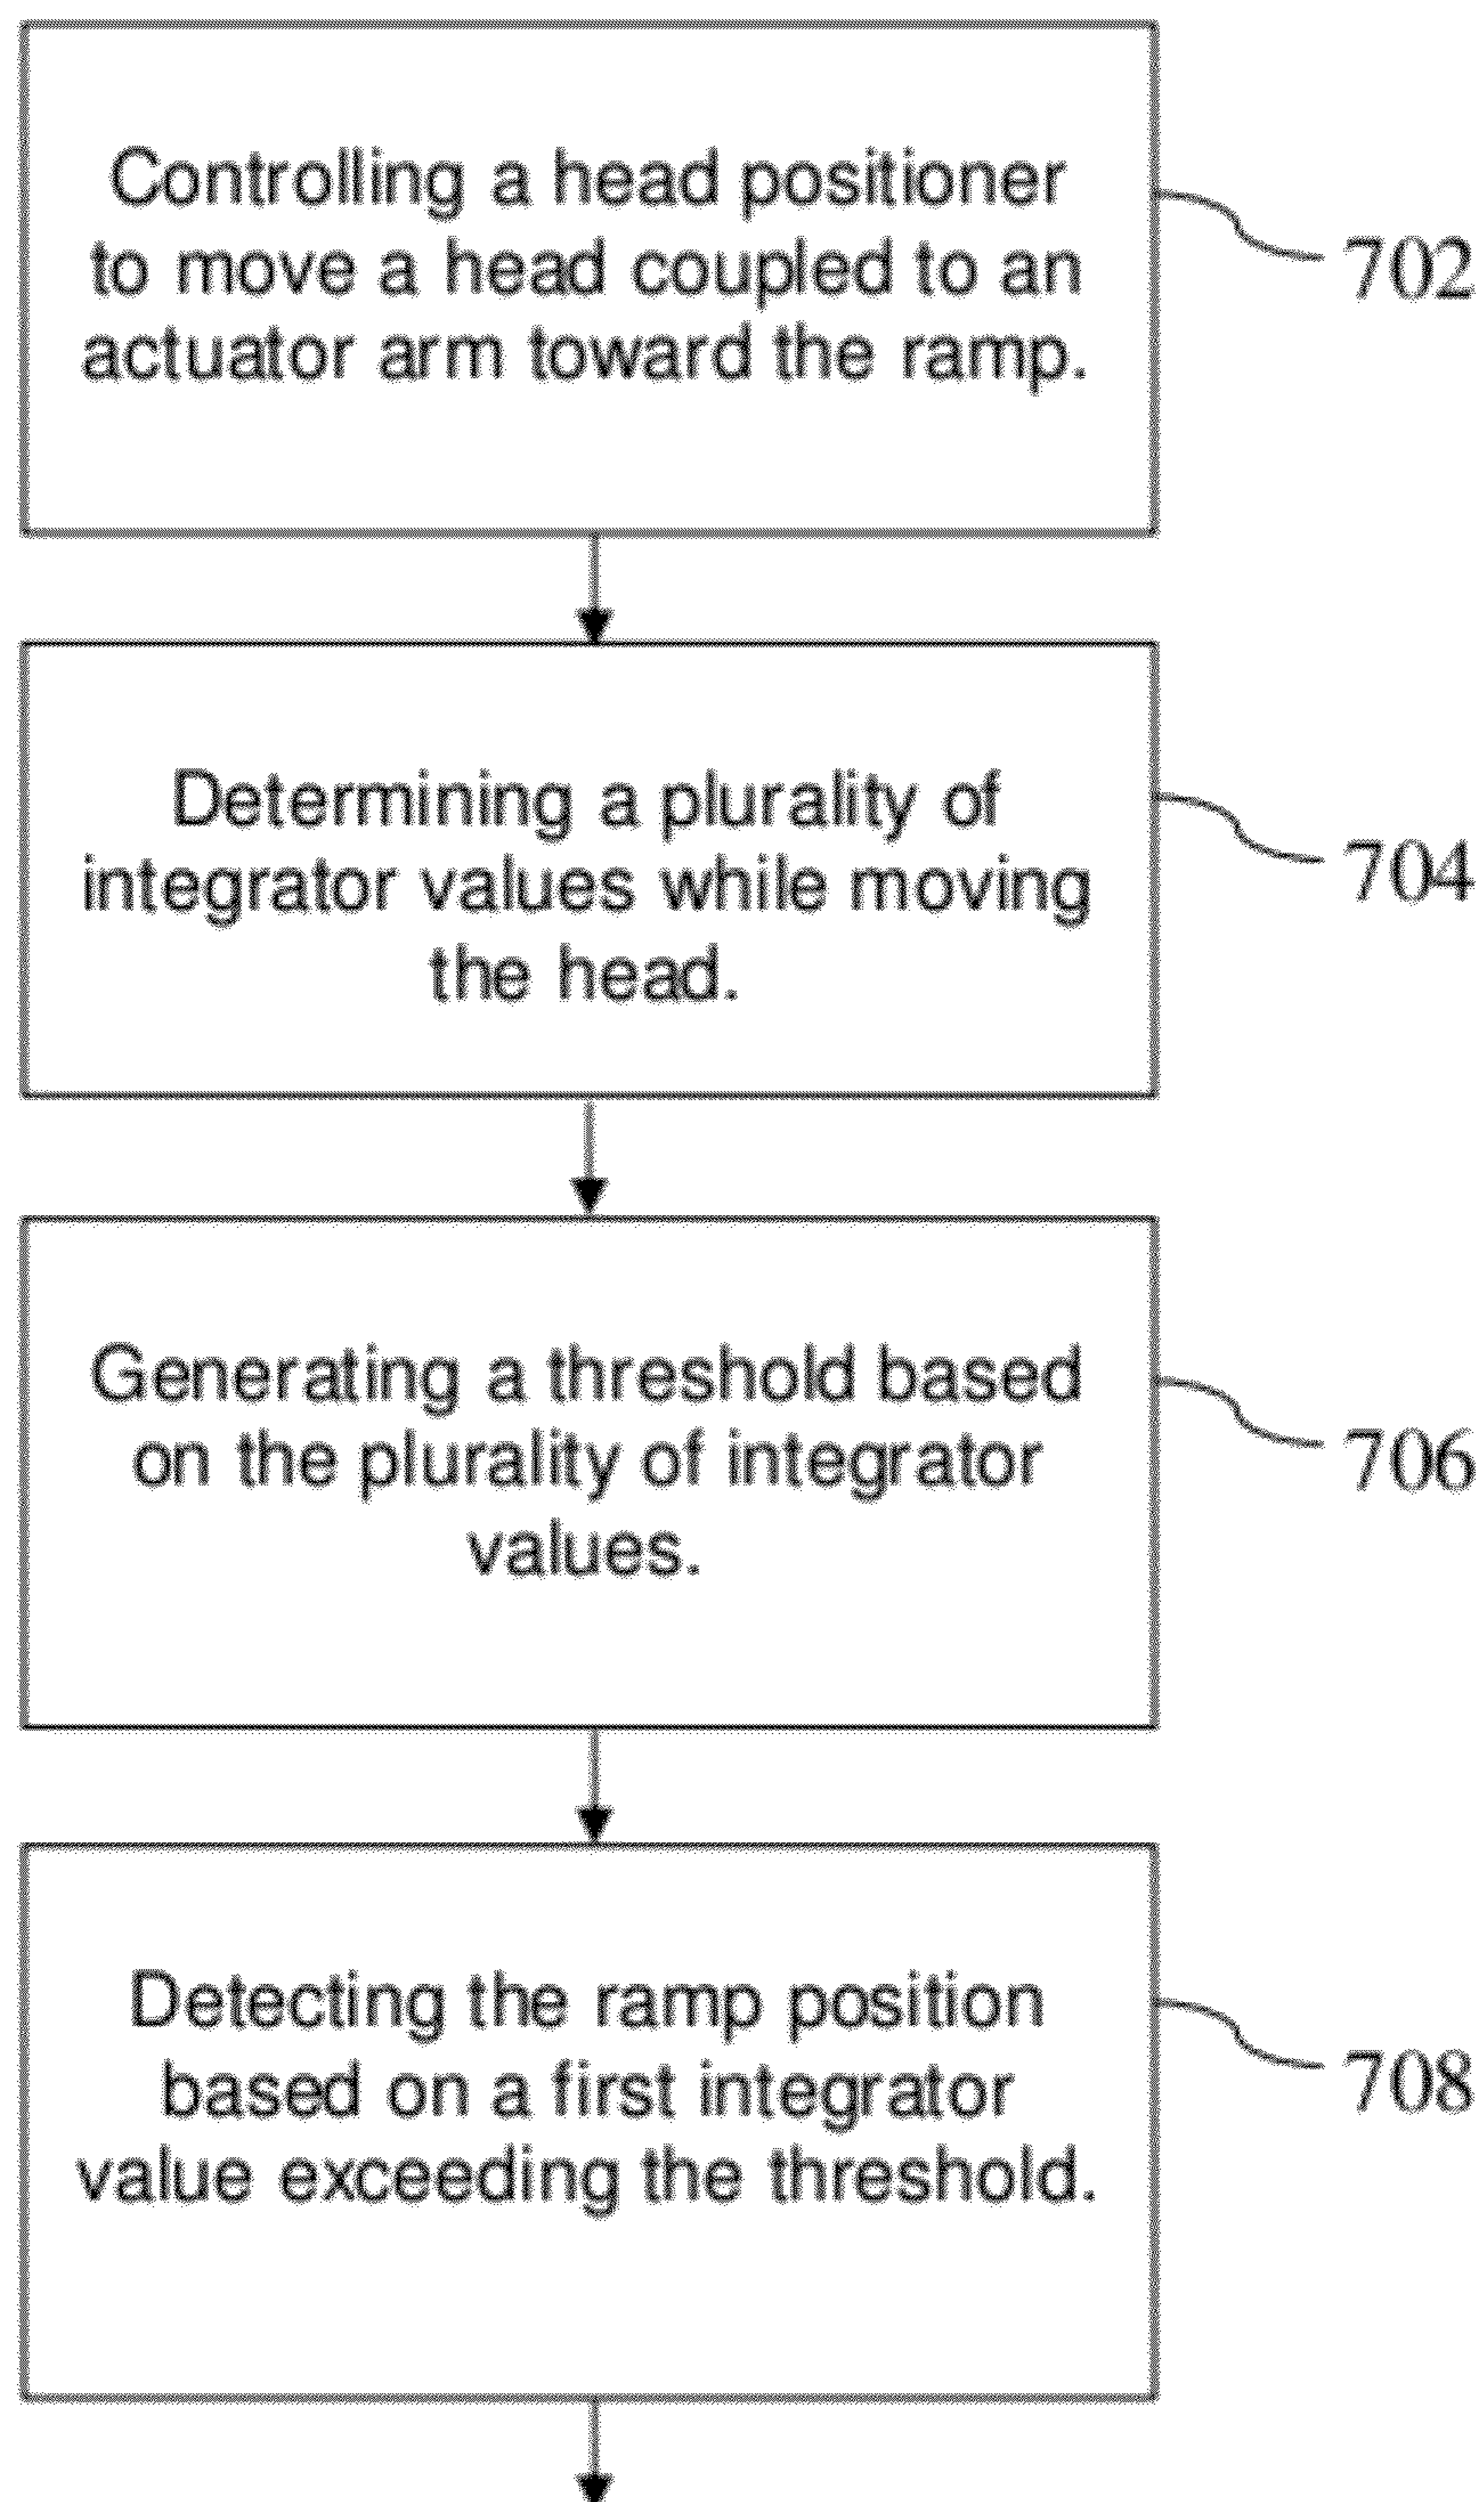 Controlling a head positioner
to move a head coupled to an
actuator arm toward the ramp.
702
Determining a plurality of
integrator values while moving
the head.
704
Generating a threshold based
on the plurality of integrator
values.
706
Detecting the ramp position
based on a first integrator
value exceeding the threshold.
708